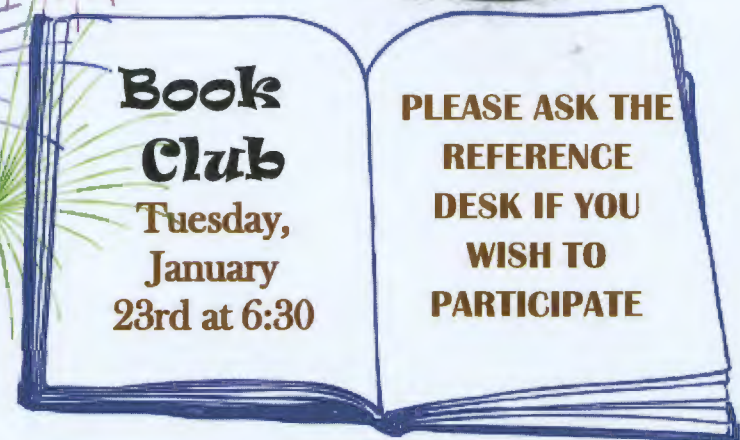 Book
Club
Tuesday,
January
23rd at 6:30
PLEASE ASK THE
REFERENCE
DESK IF YOU
WISH TO
PARTICIPATE